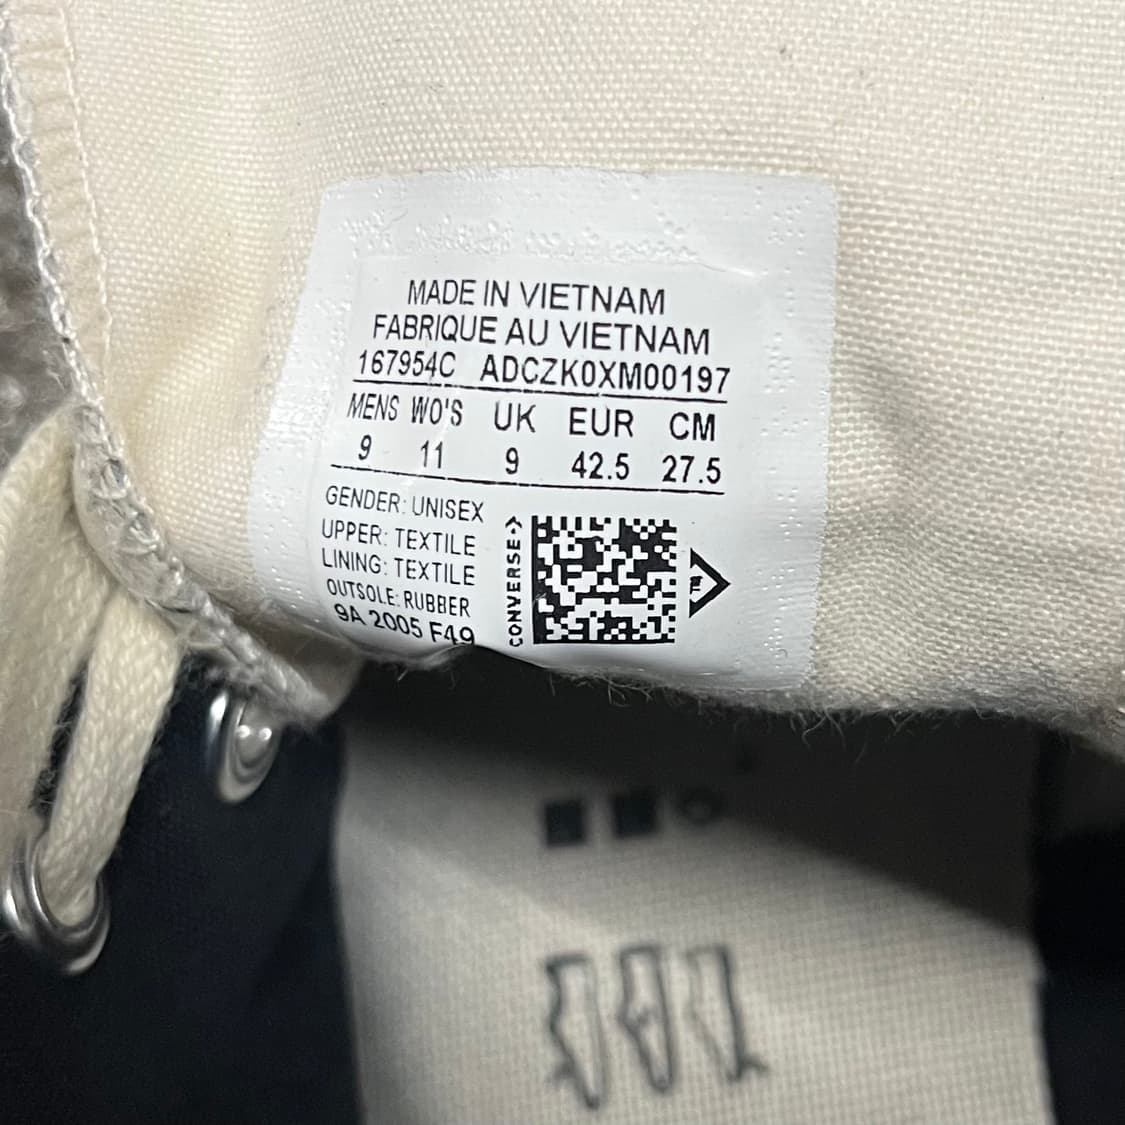 MADE IN VIETNAM
FABRIQUE AU VIETNAM
167954C ADCZK0XM00197
MENS WO'S UK EUR CM
9 11 9 42.5 27.5
GENDER: UNISEX
UPPER: TEXTILE
LINING: TEXTILE
OUTSOLE: RUBBER
9A 2005 F49
CONVERSE
TM